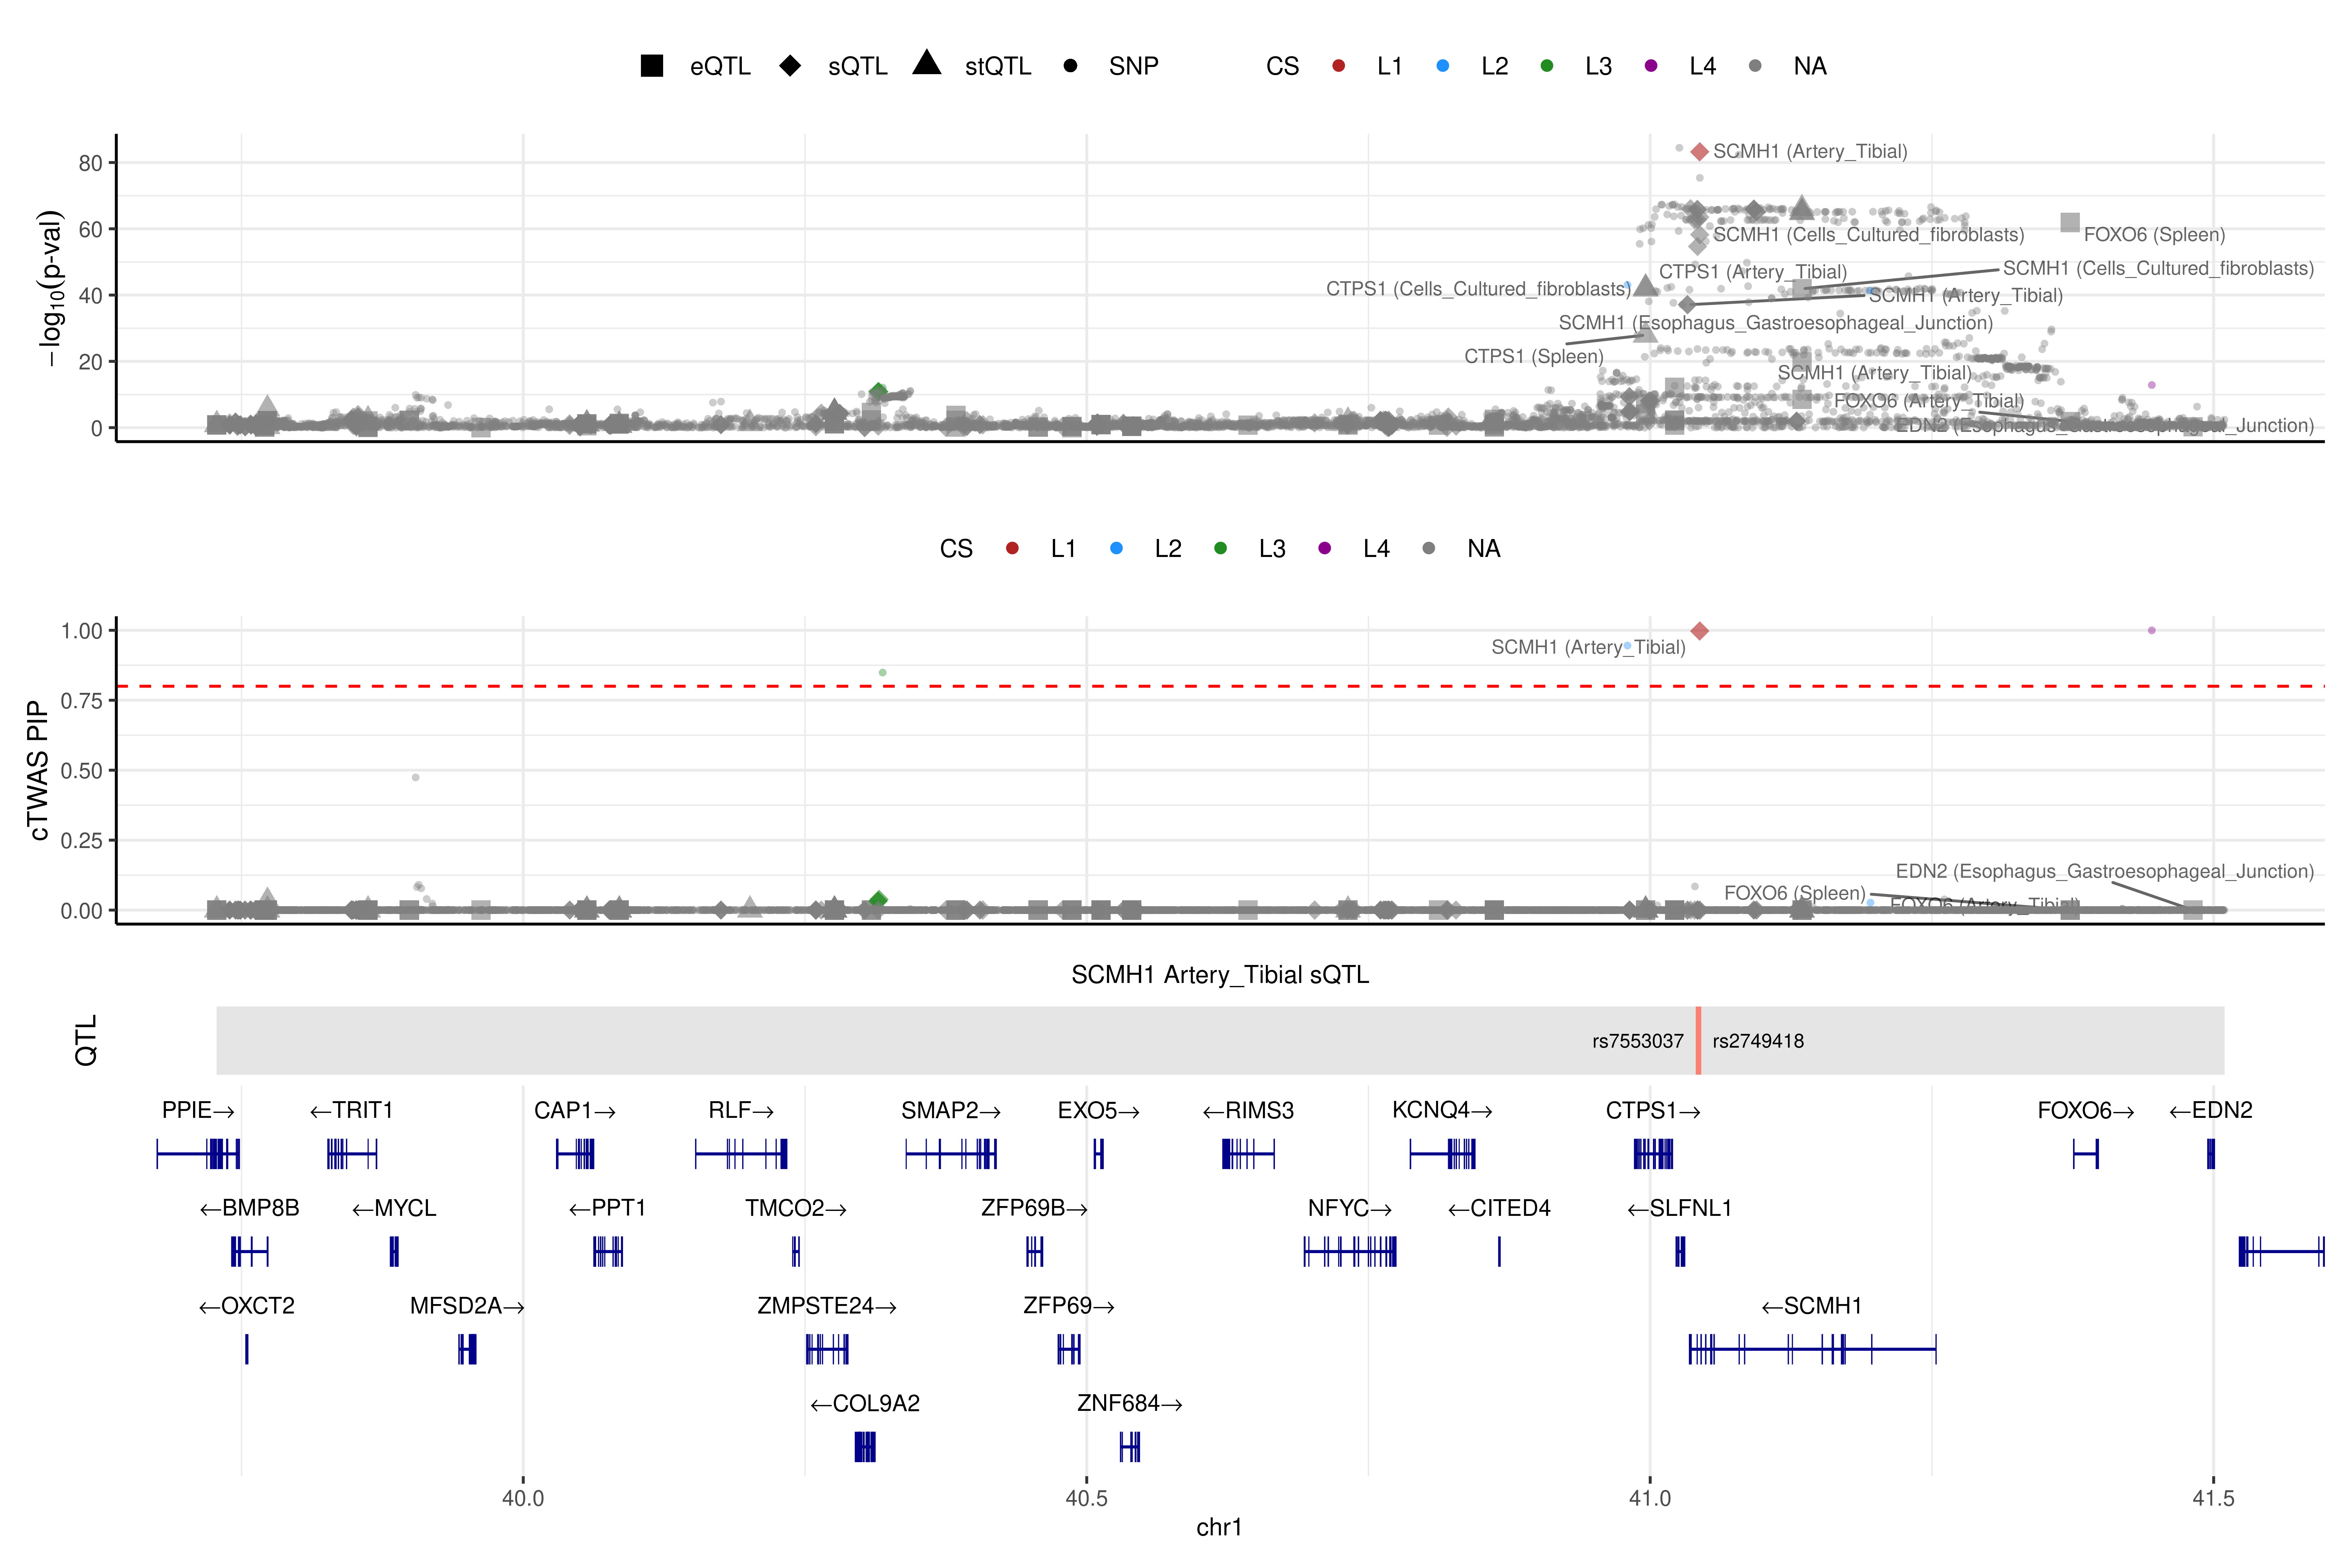 eQTL sQTL stQTL SNP CS L1 L2 L3 L4 NA
−log10(p-val)
80
60
40
20
0
SCMH1 (Artery_Tibial)
SCMH1 (Cells_Cultured_fibroblasts)
FOXO6 (Spleen)
CTPS1 (Artery_Tibial)
SCMH1 (Cells_Cultured_fibroblasts)
CTPS1 (Cells_Cultured_fibroblasts)
SCMH1 (Artery_Tibial)
SCMH1 (Esophagus_Gastroesophageal_Junction)
CTPS1 (Spleen)
SCMH1 (Artery_Tibial)
FOXO6 (Artery_Tibial)
EDN2 (Esophagus_Gastroesophageal_Junction)
CS L1 L2 L3 L4 NA
cTWAS PIP
1.00
0.75
0.50
0.25
0.00
SCMH1 (Artery_Tibial)
EDN2 (Esophagus_Gastroesophageal_Junction)
FOXO6 (Spleen)
FOXO6 (Artery_Tibial)
SCMH1 Artery_Tibial sQTL
QTL
rs7553037 rs2749418
PPIE→ ←TRIT1 CAP1→ RLF→ SMAP2→ EXO5→ ←RIMS3 KCNQ4→ CTPS1→ FOXO6→ ←EDN2
←BMP8B ←MYCL ←PPT1 TMCO2→ ZFP69B→ NFYC→ ←CITED4 ←SLFNL1
←OXCT2 MFSD2A→ ZMPSTE24→ ZFP69→ ←SCMH1
←COL9A2 ZNF684→
40.0 40.5 41.0 41.5
chr1